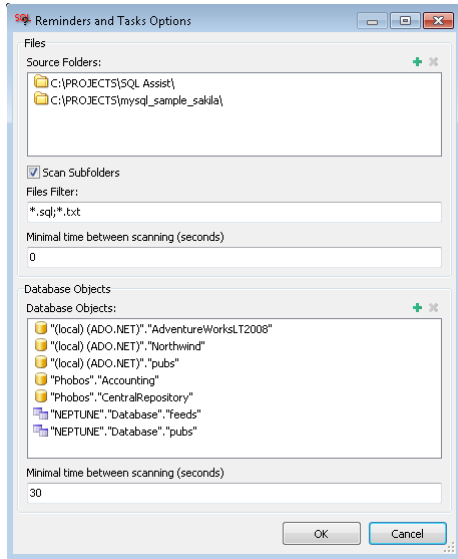 SQL Reminders and Tasks Options
Files
Source Folders:
C:\PROJECTS\SQL Assist\
C:\PROJECTS\mysql_sample_sakila\
Scan Subfolders
Files Filter:
*.sql;*.txt
Minimal time between scanning (seconds)
0
Database Objects
Database Objects:
"(local) (ADO.NET)"."AdventureWorksLT2008"
"(local) (ADO.NET)"."Northwind"
"(local) (ADO.NET)"."pubs"
"Phobos"."Accounting"
"Phobos"."CentralRepository"
"NEPTUNE"."Database"."feeds"
"NEPTUNE"."Database"."pubs"
Minimal time between scanning (seconds)
30
OK Cancel